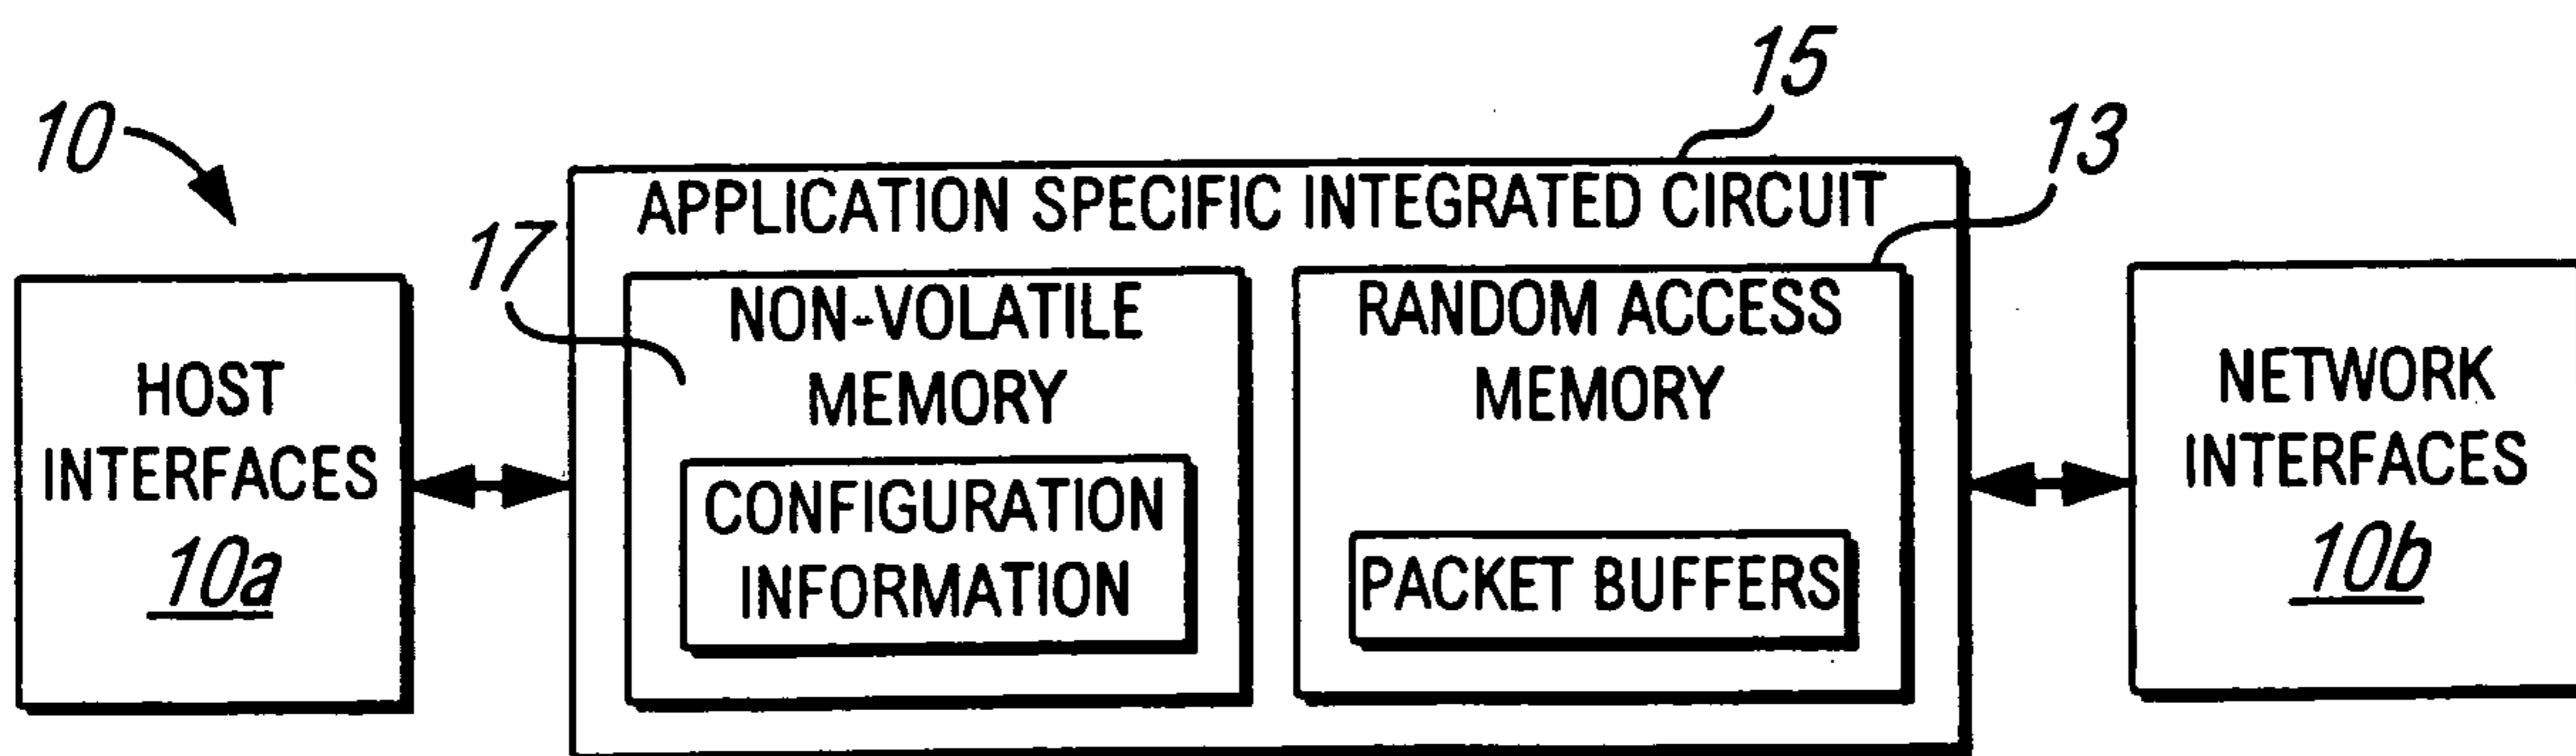 10
15
13
17
APPLICATION SPECIFIC INTEGRATED CIRCUIT
HOST
INTERFACES
10a
NON-VOLATILE
MEMORY
CONFIGURATION
INFORMATION
RANDOM ACCESS
MEMORY
PACKET BUFFERS
NETWORK
INTERFACES
10b